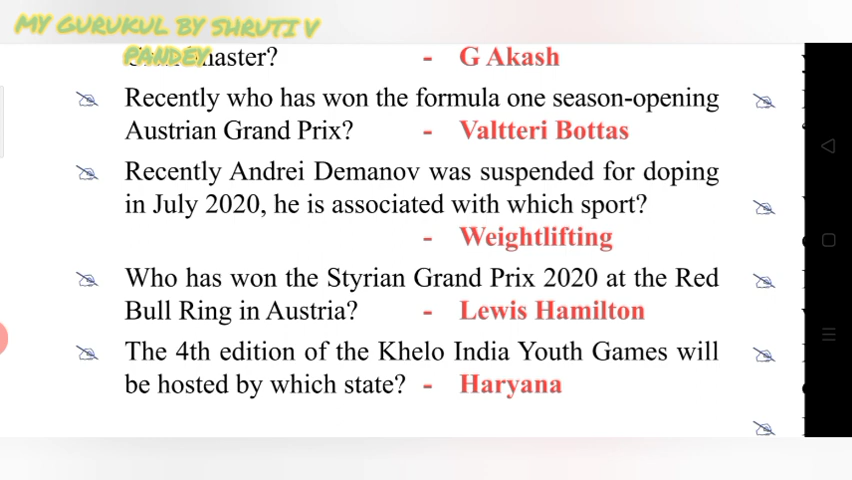 MY GURUKUL BY SHRUTI V
PANDEY
- G Akash
Recently who has won the formula one season-opening
Austrian Grand Prix? - Valtteri Bottas
Recently Andrei Demanov was suspended for doping
in July 2020, he is associated with which sport?
- Weightlifting
Who has won the Styrian Grand Prix 2020 at the Red
Bull Ring in Austria? - Lewis Hamilton
The 4th edition of the Khelo India Youth Games will
be hosted by which state? - Haryana